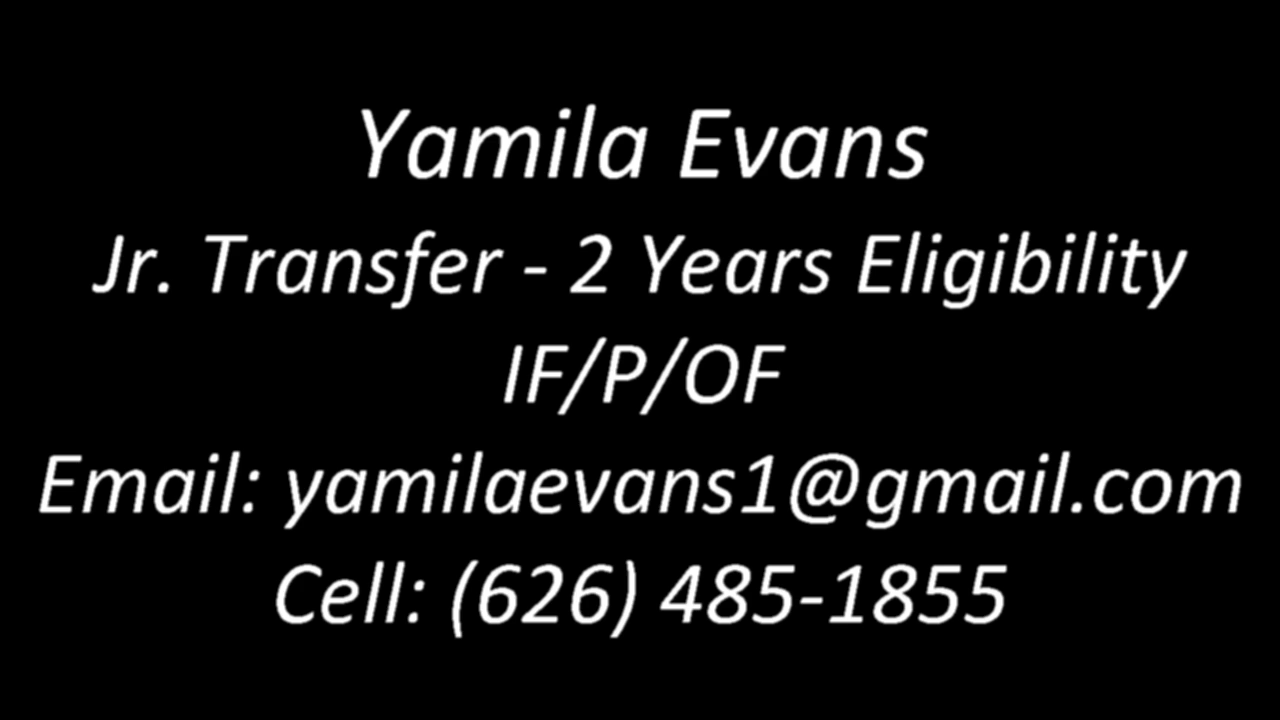 Yamila Evans
Jr. Transfer - 2 Years Eligibility
IF/P/OF
Email: yamilaevans1@gmail.com
Cell: (626) 485-1855